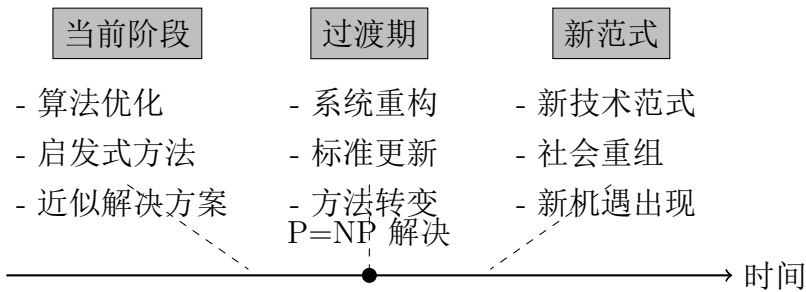 当前阶段
过渡期
新范式
- 算法优化
- 启发式方法
- 近似解决方案
- 系统重构
- 标准更新
- 方法转变
- 新技术范式
- 社会重组
- 新机遇出现
P=NP 解决
时间